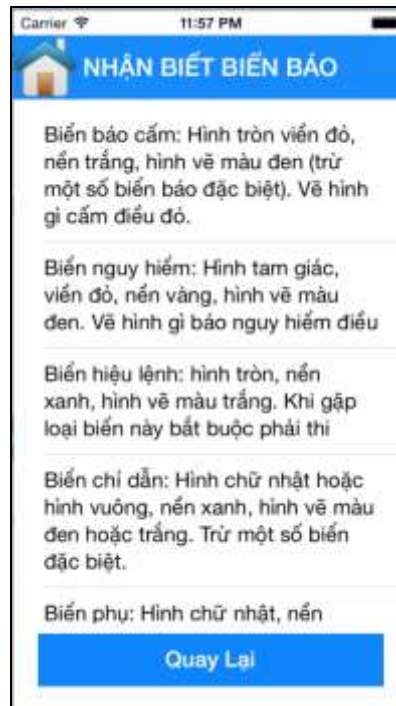 Carrier 11:57 PM
NHẬN BIẾT BIỂN BÁO
Biển báo cấm: Hình tròn viền đỏ,
nền trắng, hình vẽ màu đen (trừ
một số biển báo đặc biệt). Vẽ hình
gì cấm điều đó.
Biển nguy hiểm: Hình tam giác,
viền đỏ, nền vàng, hình vẽ màu
đen. Vẽ hình gì báo nguy hiểm điều
Biển hiệu lệnh: hình tròn, nền
xanh, hình vẽ màu trắng. Khi gặp
loại biển này bắt buộc phải thi
Biển chỉ dẫn: Hình chữ nhật hoặc
hình vuông, nền xanh, hình vẽ màu
đen hoặc trắng. Trừ một số biển
đặc biệt.
Biển phụ: Hình chữ nhật, nền
Quay Lại